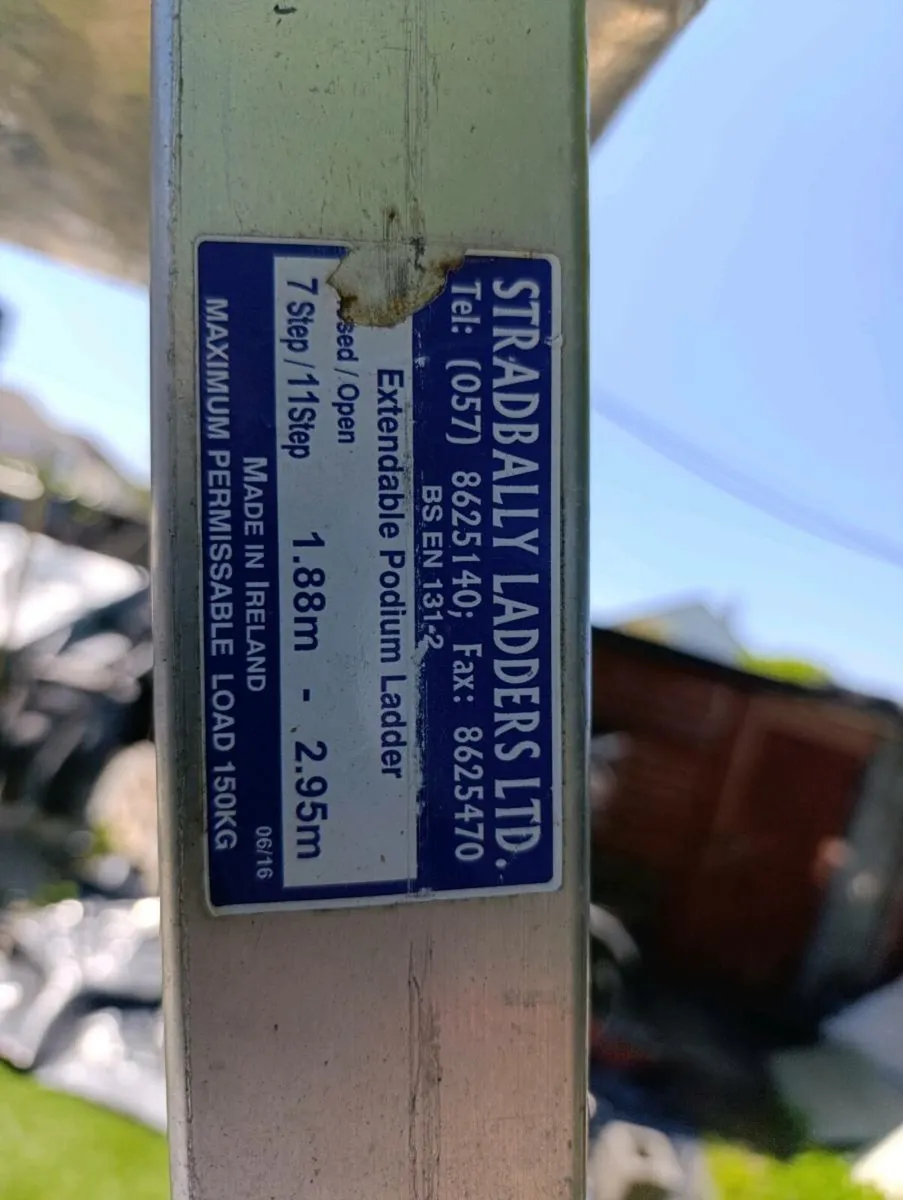 STRADBALLY LADDERS LTD.
Tel: (057) 8625140; Fax: 8625470
BS EN 131-2
Extendable Podium Ladder
/ Open
7 Step / 11Step 1.88m - 2.95m
MADE IN IRELAND 06/16
MAXIMUM PERMISSABLE LOAD 150KG